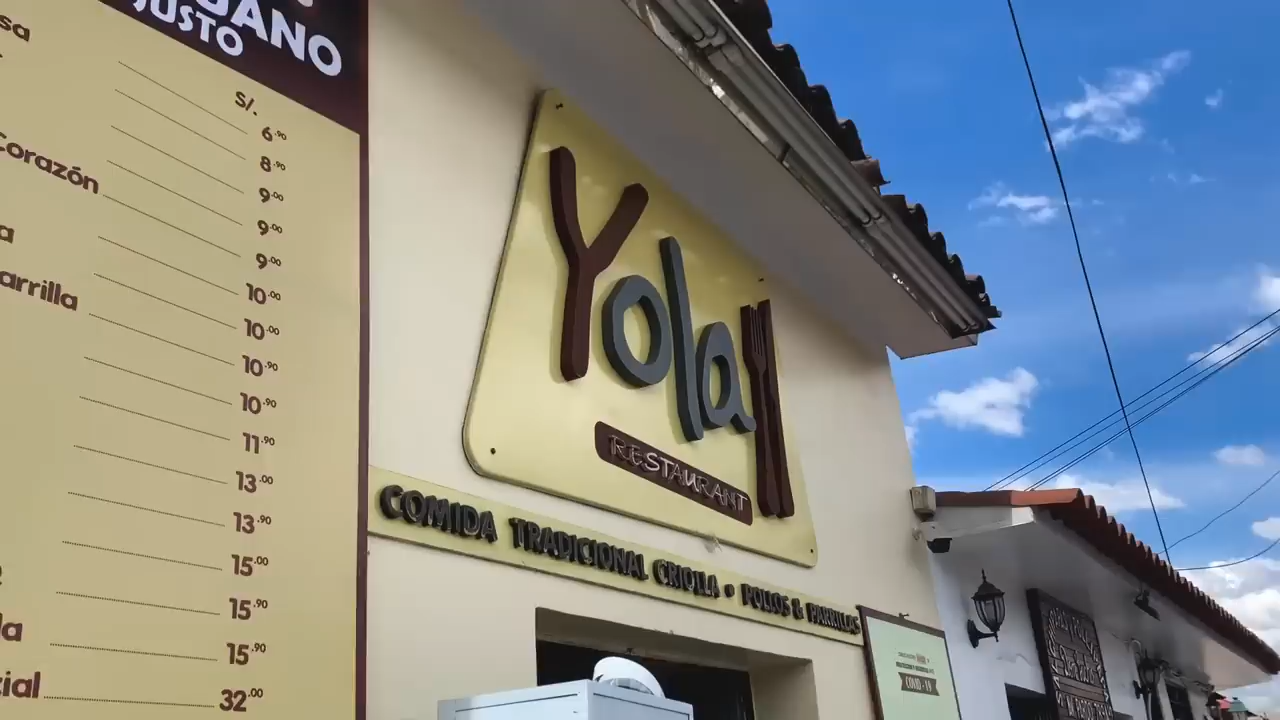 BANO
JUSTO
sa
S/.
6.90
8.90
9.00
Corazón
9.00
9.00
a
10.00
arrilla
10.00
10.90
10.90
11.90
13.00
13.90
15.00
15.90
la
15.90
cial
32.00
Yola
RESTAURANT
COMIDA TRADICIONAL CRIOLLA • POLLOS & PARRILLAS
COVID-19